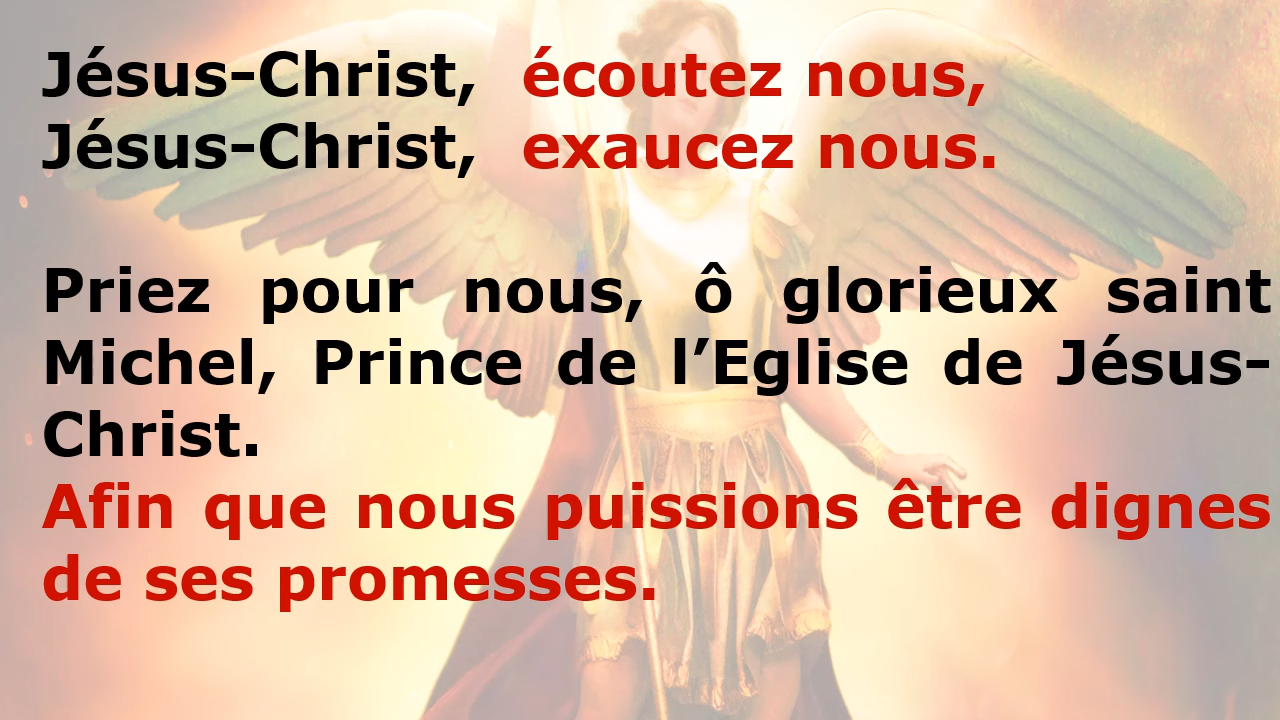 Jésus-Christ, écoutez nous,
Jésus-Christ, exaucez nous.
Priez pour nous, ô glorieux saint
Michel, Prince de l’Eglise de Jésus-
Christ.
Afin que nous puissions être dignes
de ses promesses.